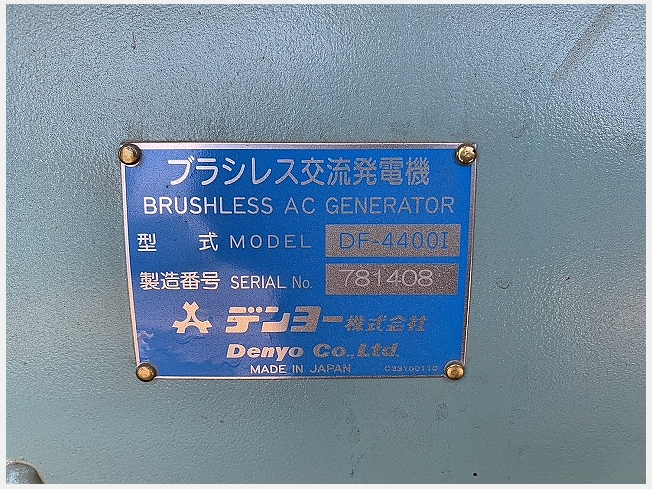 ブラシレス交流発電機
BRUSHLESS AC GENERATOR
型 式 MODEL DF-4400I
製造番号 SERIAL No. 781408
デンヨー株式会社
Denyo Co.,Ltd.
MADE IN JAPAN C33100110